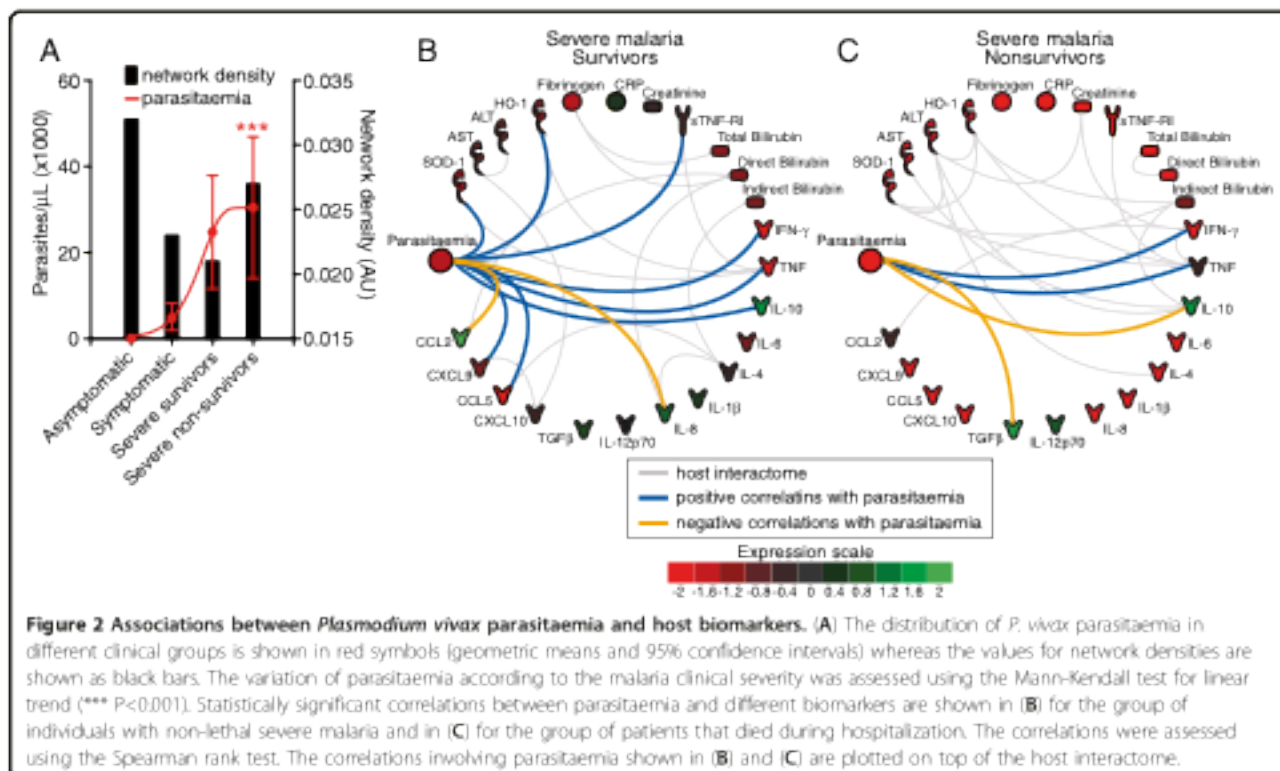 A
network density
parasitaemia
Parasites/µL (x1000)
60
40
20
0
***
0.035
0.030
0.025
0.020
0.015
Network density (AU)
Asymptomatic
Symptomatic
Severe survivors
Severe non-survivors
B
Severe malaria
Survivors
Fibrinogen
CRP
Creatinine
sTNF-RI
Total Bilirubin
Direct Bilirubin
Indirect Bilirubin
IFN-γ
TNF
IL-10
IL-6
IL-4
IL-1β
IL-8
IL-12p70
TGFβ
CXCL10
CCL5
CXCL9
CCL2
Parasitaemia
SOD-1
AST
ALT
HO-1
C
Severe malaria
Nonsurvivors
Fibrinogen
CRP
Creatinine
sTNF-RI
Total Bilirubin
Direct Bilirubin
Indirect Bilirubin
IFN-γ
TNF
IL-10
IL-6
IL-4
IL-1β
IL-8
IL-12p70
TGFβ
CXCL10
CCL5
CXCL9
CCL2
Parasitaemia
SOD-1
AST
ALT
HO-1
host interactome
positive correlatins with parasitaemia
negative correlations with parasitaemia
Expression scale
-2 -1.6 -1.2 -0.8 -0.4 0 0.4 0.8 1.2 1.6 2
Figure 2 Associations between Plasmodium vivax parasitaemia and host biomarkers. (A) The distribution of P. vivax parasitaemia in
different clinical groups is shown in red symbols (geometric means and 95% confidence intervals) whereas the values for network densities are
shown as black bars. The variation of parasitaemia according to the malaria clinical severity was assessed using the Mann-Kendall test for linear
trend (*** P<0.001). Statistically significant correlations between parasitaemia and different biomarkers are shown in (B) for the group of
individuals with non-lethal severe malaria and in (C) for the group of patients that died during hospitalization. The correlations were assessed
using the Spearman rank test. The correlations involving parasitaemia shown in (B) and (C) are plotted on top of the host interactome.